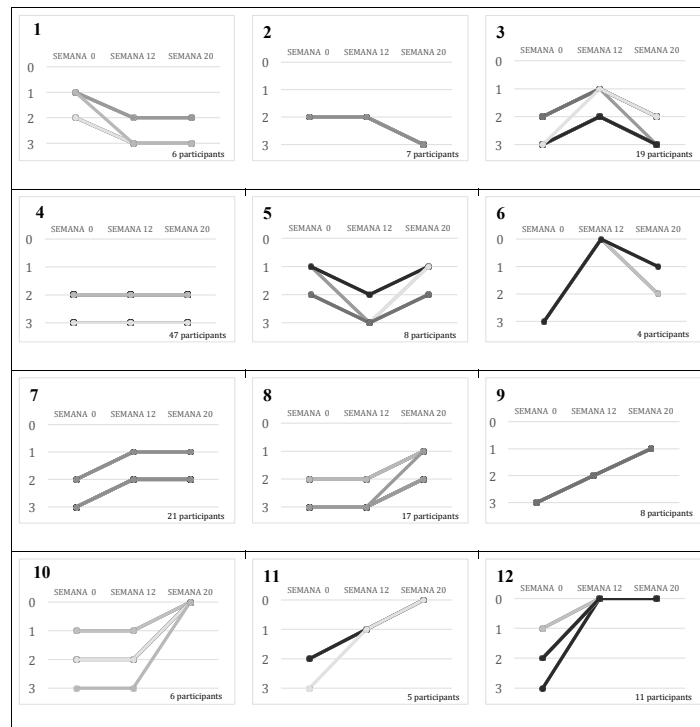 1
SEMANA 0 SEMANA 12 SEMANA 20
0
1
2
3
6 participants
2
SEMANA 0 SEMANA 12 SEMANA 20
0
1
2
3
7 participants
3
SEMANA 0 SEMANA 12 SEMANA 20
0
1
2
3
19 participants
4
SEMANA 0 SEMANA 12 SEMANA 20
0
1
2
3
47 participants
5
SEMANA 0 SEMANA 12 SEMANA 20
0
1
2
3
8 participants
6
SEMANA 0 SEMANA 12 SEMANA 20
0
1
2
3
4 participants
7
SEMANA 0 SEMANA 12 SEMANA 20
0
1
2
3
21 participants
8
SEMANA 0 SEMANA 12 SEMANA 20
0
1
2
3
17 participants
9
SEMANA 0 SEMANA 12 SEMANA 20
0
1
2
3
8 participants
10
SEMANA 0 SEMANA 12 SEMANA 20
0
1
2
3
6 participants
11
SEMANA 0 SEMANA 12 SEMANA 20
0
1
2
3
5 participants
12
SEMANA 0 SEMANA 12 SEMANA 20
0
1
2
3
11 participants